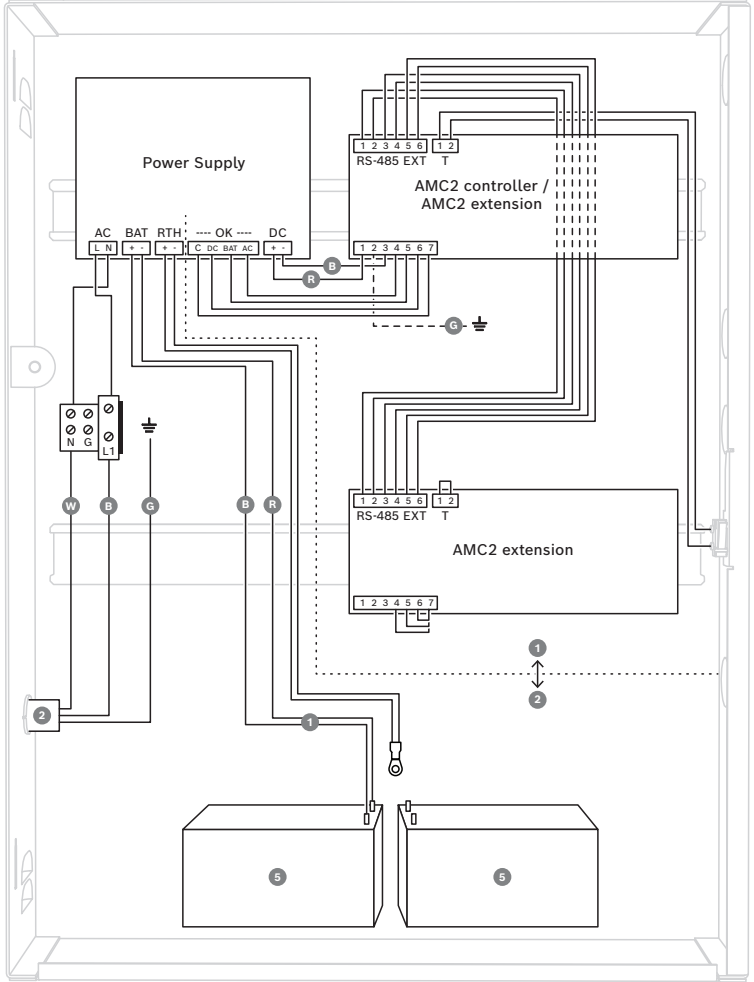 1 2 3 4 5 6 1 2
RS-485 EXT T
Power Supply
AMC2 controller /
AMC2 extension
AC BAT RTH ---- OK ---- DC
L N + - + - C DC BAT AC + -
1 2 3 4 5 6 7
B
R
G
N G
L1
W B G B R
1 2 3 4 5 6 1 2
RS-485 EXT T
AMC2 extension
1 2 3 4 5 6 7
1
2
2
1
5 5